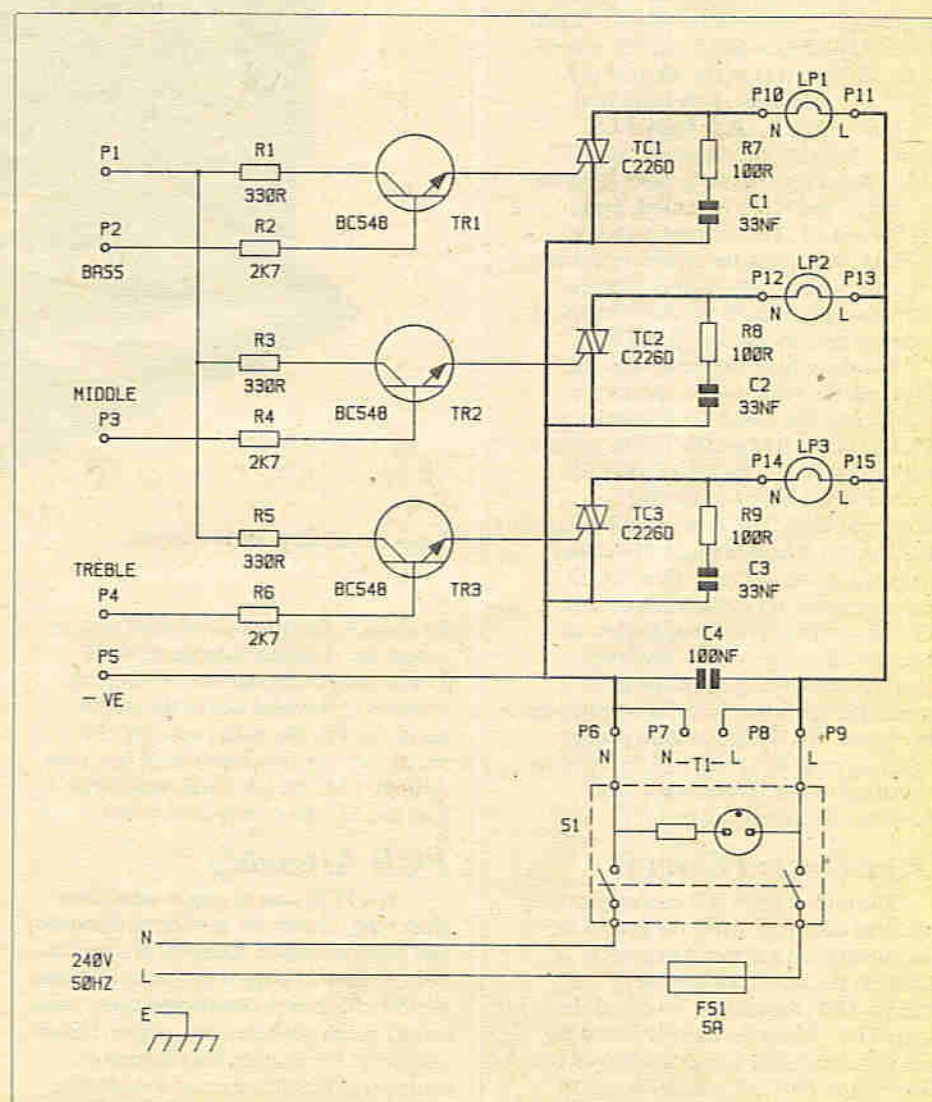 LP1
P10
P11
N
L
P1
R1
330R
TC1
C226D
R7
100R
C1
33NF
BC548
TR1
P2
BASS
R2
2K7
LP2
P12
P13
N
L
R3
330R
TC2
C226D
R8
100R
C2
33NF
BC548
TR2
MIDDLE
P3
R4
2K7
LP3
P14
P15
N
L
R5
330R
TC3
C226D
R9
100R
C3
33NF
BC548
TR3
TREBLE
P4
R6
2K7
C4
100NF
P5
- VE
P6
P7
P8
P9
N
N
-T1-
L
L
S1
N
240V
50HZ
L
E
FS1
5A